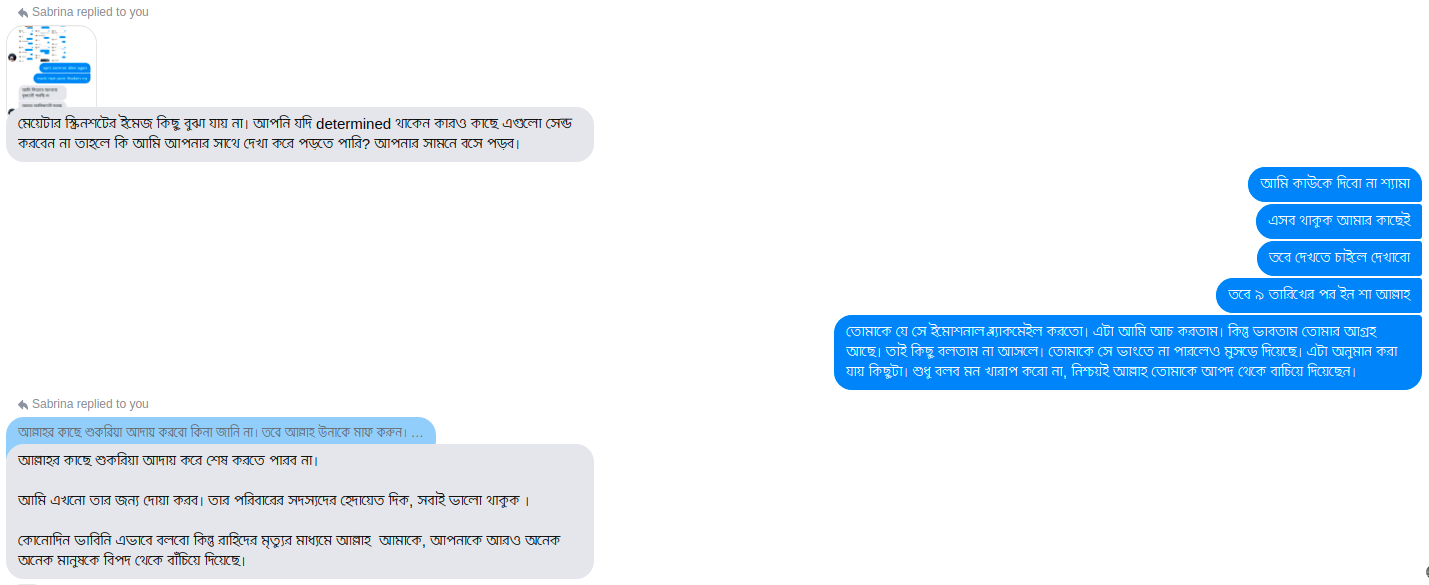 Sabrina replied to you
মেয়েটার স্ক্রিনশটের ইমেজ কিছু বুঝা যায় না। আপনি যদি determined থাকেন কারও কাছে এগুলো সেন্ড
করবেন না তাহলে কি আমি আপনার সাথে দেখা করে পড়তে পারি? আপনার সামনে বসে পড়ব।
আমি কাউকে দিবো না শ্যামা
এসব থাকুক আমার কাছেই
তবে দেখতে চাইলে দেখাবো
তবে ৯ তারিখের পর ইন শা আল্লাহ
তোমাকে যে সে ইমোশনাল ব্ল্যাকমেইল করতো। এটা আমি আচ করতাম। কিন্তু ভাবতাম তোমার আগ্রহ
আছে। তাই কিছু বলতাম না আসলে। তোমাকে সে ভাংতে না পারলেও মুসড়ে দিয়েছে। এটা অনুমান করা
যায় কিছুটা। শুধু বলব মন খারাপ করো না, নিশ্চয়ই আল্লাহ তোমাকে আপদ থেকে বাচিয়ে দিয়েছেন।
Sabrina replied to you
আল্লাহর কাছে শুকরিয়া আদায় করবো কিনা জানি না। তবে আল্লাহ উনাকে মাফ করুন। ...
আল্লাহর কাছে শুকরিয়া আদায় করে শেষ করতে পারব না।
আমি এখনো তার জন্য দোয়া করব। তার পরিবারের সদস্যদের হেদায়েত দিক, সবাই ভালো থাকুক ।
কোনোদিন ভাবিনি এভাবে বলবো কিন্তু রাহিদের মৃত্যুর মাধ্যমে আল্লাহ আমাকে, আপনাকে আরও অনেক
অনেক মানুষকে বিপদ থেকে বাঁচিয়ে দিয়েছে।